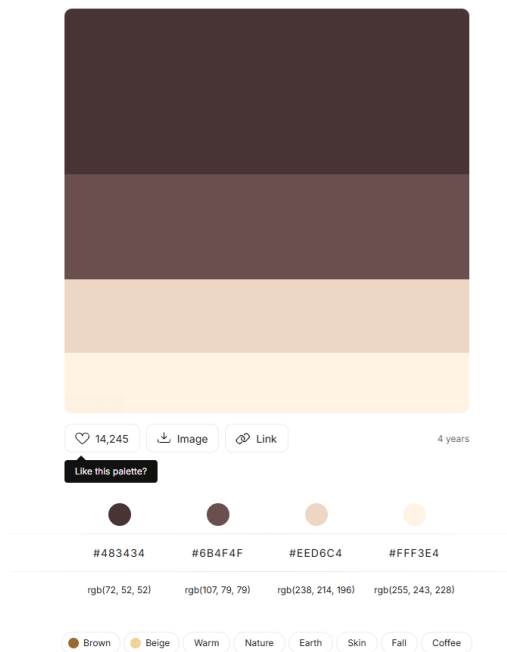 14,245 Image Link 4 years
Like this palette?
#483434 #6B4F4F #EED6C4 #FFF3E4
rgb(72, 52, 52) rgb(107, 79, 79) rgb(238, 214, 196) rgb(255, 243, 228)
Brown Beige Warm Nature Earth Skin Fall Coffee